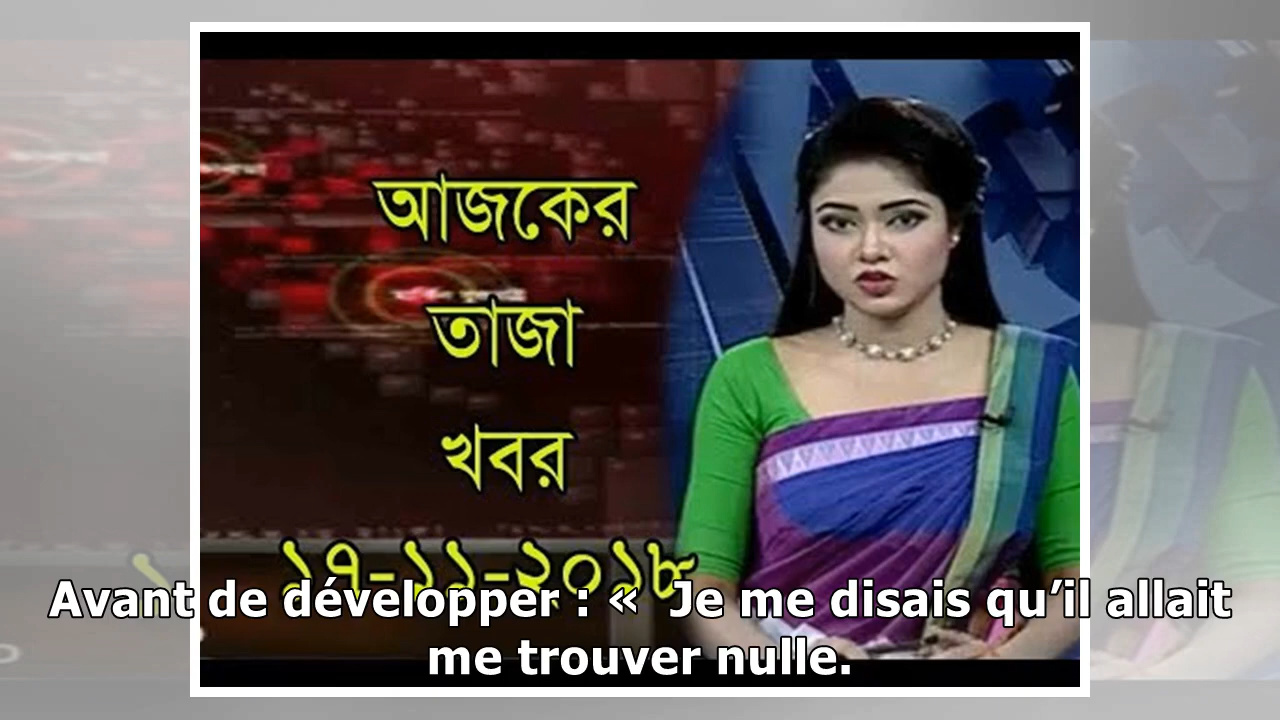 আজকের
তাজা
খবর
১৭-১১-২০১৮
Avant de développer : «  Je me disais qu’il allait
me trouver nulle.